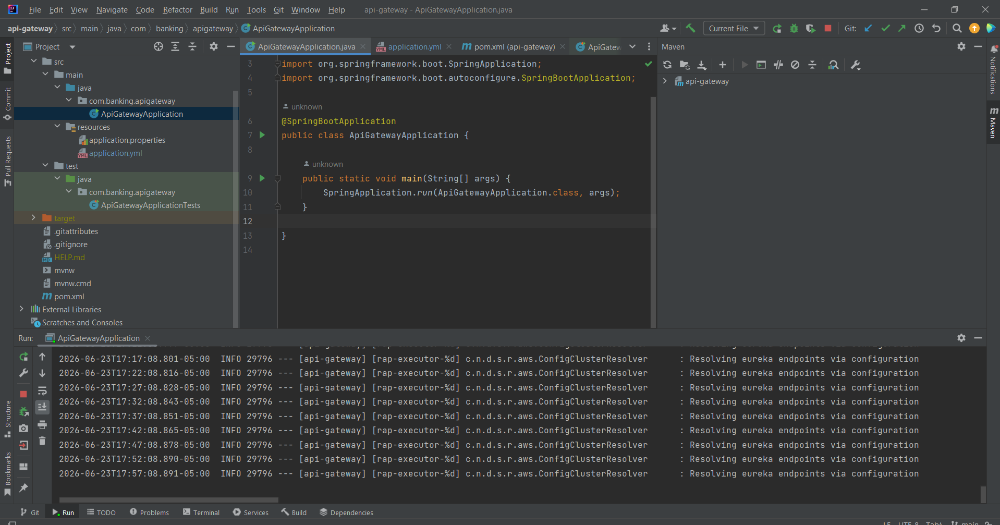 File Edit View Navigate Code Refactor Build Run Tools Git Window Help api-gateway - ApiGatewayApplication.java
api-gateway src main java com banking apigateway ApiGatewayApplication Current File Git:
Project
Commit
Pull Requests
Structure
Bookmarks
Project
src
main
java
com.banking.apigateway
ApiGatewayApplication
resources
application.properties
application.yml
test
java
com.banking.apigateway
ApiGatewayApplicationTests
target
.gitattributes
.gitignore
HELP.md
mvnw
mvnw.cmd
pom.xml
External Libraries
Scratches and Consoles
ApiGatewayApplication.java application.yml pom.xml (api-gateway) ApiGatew
3 import org.springframework.boot.SpringApplication;
4 import org.springframework.boot.autoconfigure.SpringBootApplication;
5
unknown
6 @SpringBootApplication
7 public class ApiGatewayApplication {
8
unknown
9 public static void main(String[] args) {
10 SpringApplication.run(ApiGatewayApplication.class, args);
11 }
12
13 }
14
Maven
api-gateway
Notifications
Maven
Run: ApiGatewayApplication
2026-06-23T17:17:08.801-05:00 INFO 29796 --- [api-gateway] [rap-executor-%d] c.n.d.s.r.aws.ConfigClusterResolver : Resolving eureka endpoints via configuration
2026-06-23T17:22:08.816-05:00 INFO 29796 --- [api-gateway] [rap-executor-%d] c.n.d.s.r.aws.ConfigClusterResolver : Resolving eureka endpoints via configuration
2026-06-23T17:27:08.828-05:00 INFO 29796 --- [api-gateway] [rap-executor-%d] c.n.d.s.r.aws.ConfigClusterResolver : Resolving eureka endpoints via configuration
2026-06-23T17:32:08.843-05:00 INFO 29796 --- [api-gateway] [rap-executor-%d] c.n.d.s.r.aws.ConfigClusterResolver : Resolving eureka endpoints via configuration
2026-06-23T17:37:08.851-05:00 INFO 29796 --- [api-gateway] [rap-executor-%d] c.n.d.s.r.aws.ConfigClusterResolver : Resolving eureka endpoints via configuration
2026-06-23T17:42:08.865-05:00 INFO 29796 --- [api-gateway] [rap-executor-%d] c.n.d.s.r.aws.ConfigClusterResolver : Resolving eureka endpoints via configuration
2026-06-23T17:47:08.878-05:00 INFO 29796 --- [api-gateway] [rap-executor-%d] c.n.d.s.r.aws.ConfigClusterResolver : Resolving eureka endpoints via configuration
2026-06-23T17:52:08.890-05:00 INFO 29796 --- [api-gateway] [rap-executor-%d] c.n.d.s.r.aws.ConfigClusterResolver : Resolving eureka endpoints via configuration
2026-06-23T17:57:08.891-05:00 INFO 29796 --- [api-gateway] [rap-executor-%d] c.n.d.s.r.aws.ConfigClusterResolver : Resolving eureka endpoints via configuration
Git Run TODO Problems Terminal Services Build Dependencies